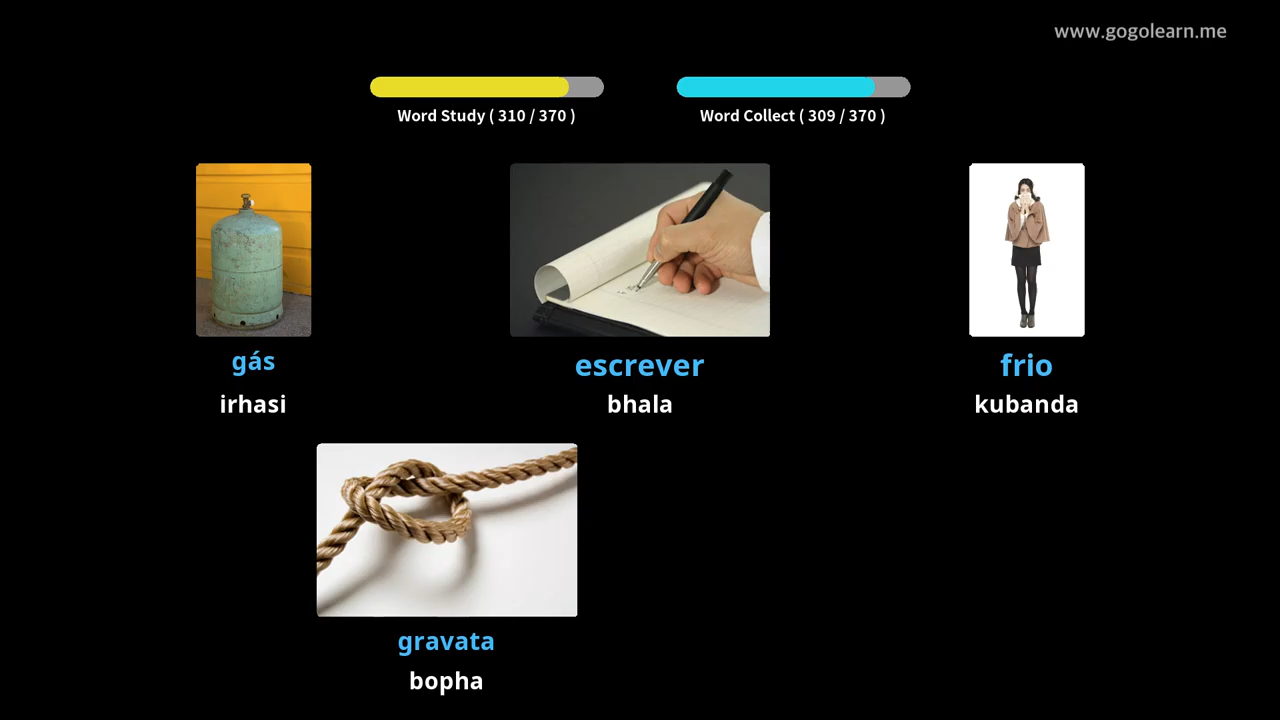 www.gogolearn.me
Word Study ( 310 / 370 )
Word Collect ( 309 / 370 )
gás
irhasi
escrever
bhala
frio
kubanda
gravata
bopha